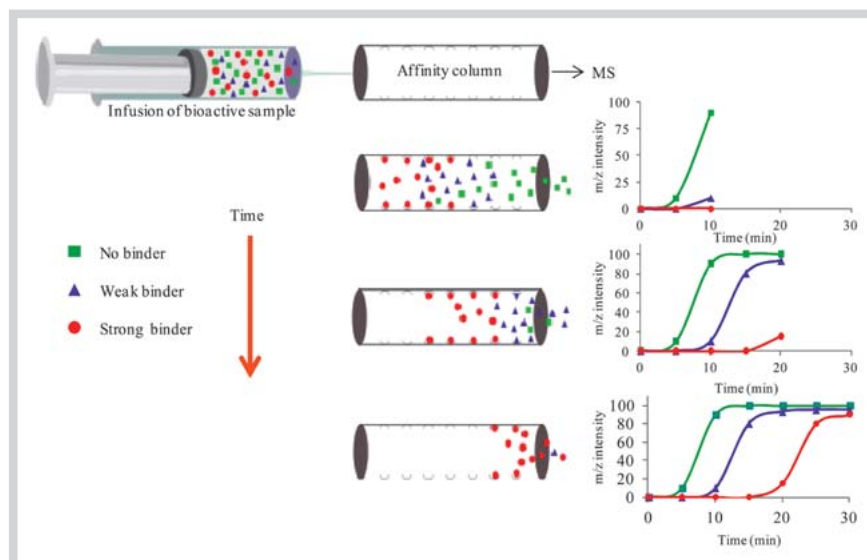 Affinity column
MS
Infusion of bioactive sample
Time
No binder
Weak binder
Strong binder
m/z intensity
100
75
50
25
0
0 10 20 30
Time (min)
m/z intensity
100
80
60
40
20
0
0 10 20 30
Time (min)
m/z intensity
100
80
60
40
20
0
0 10 20 30
Time (min)